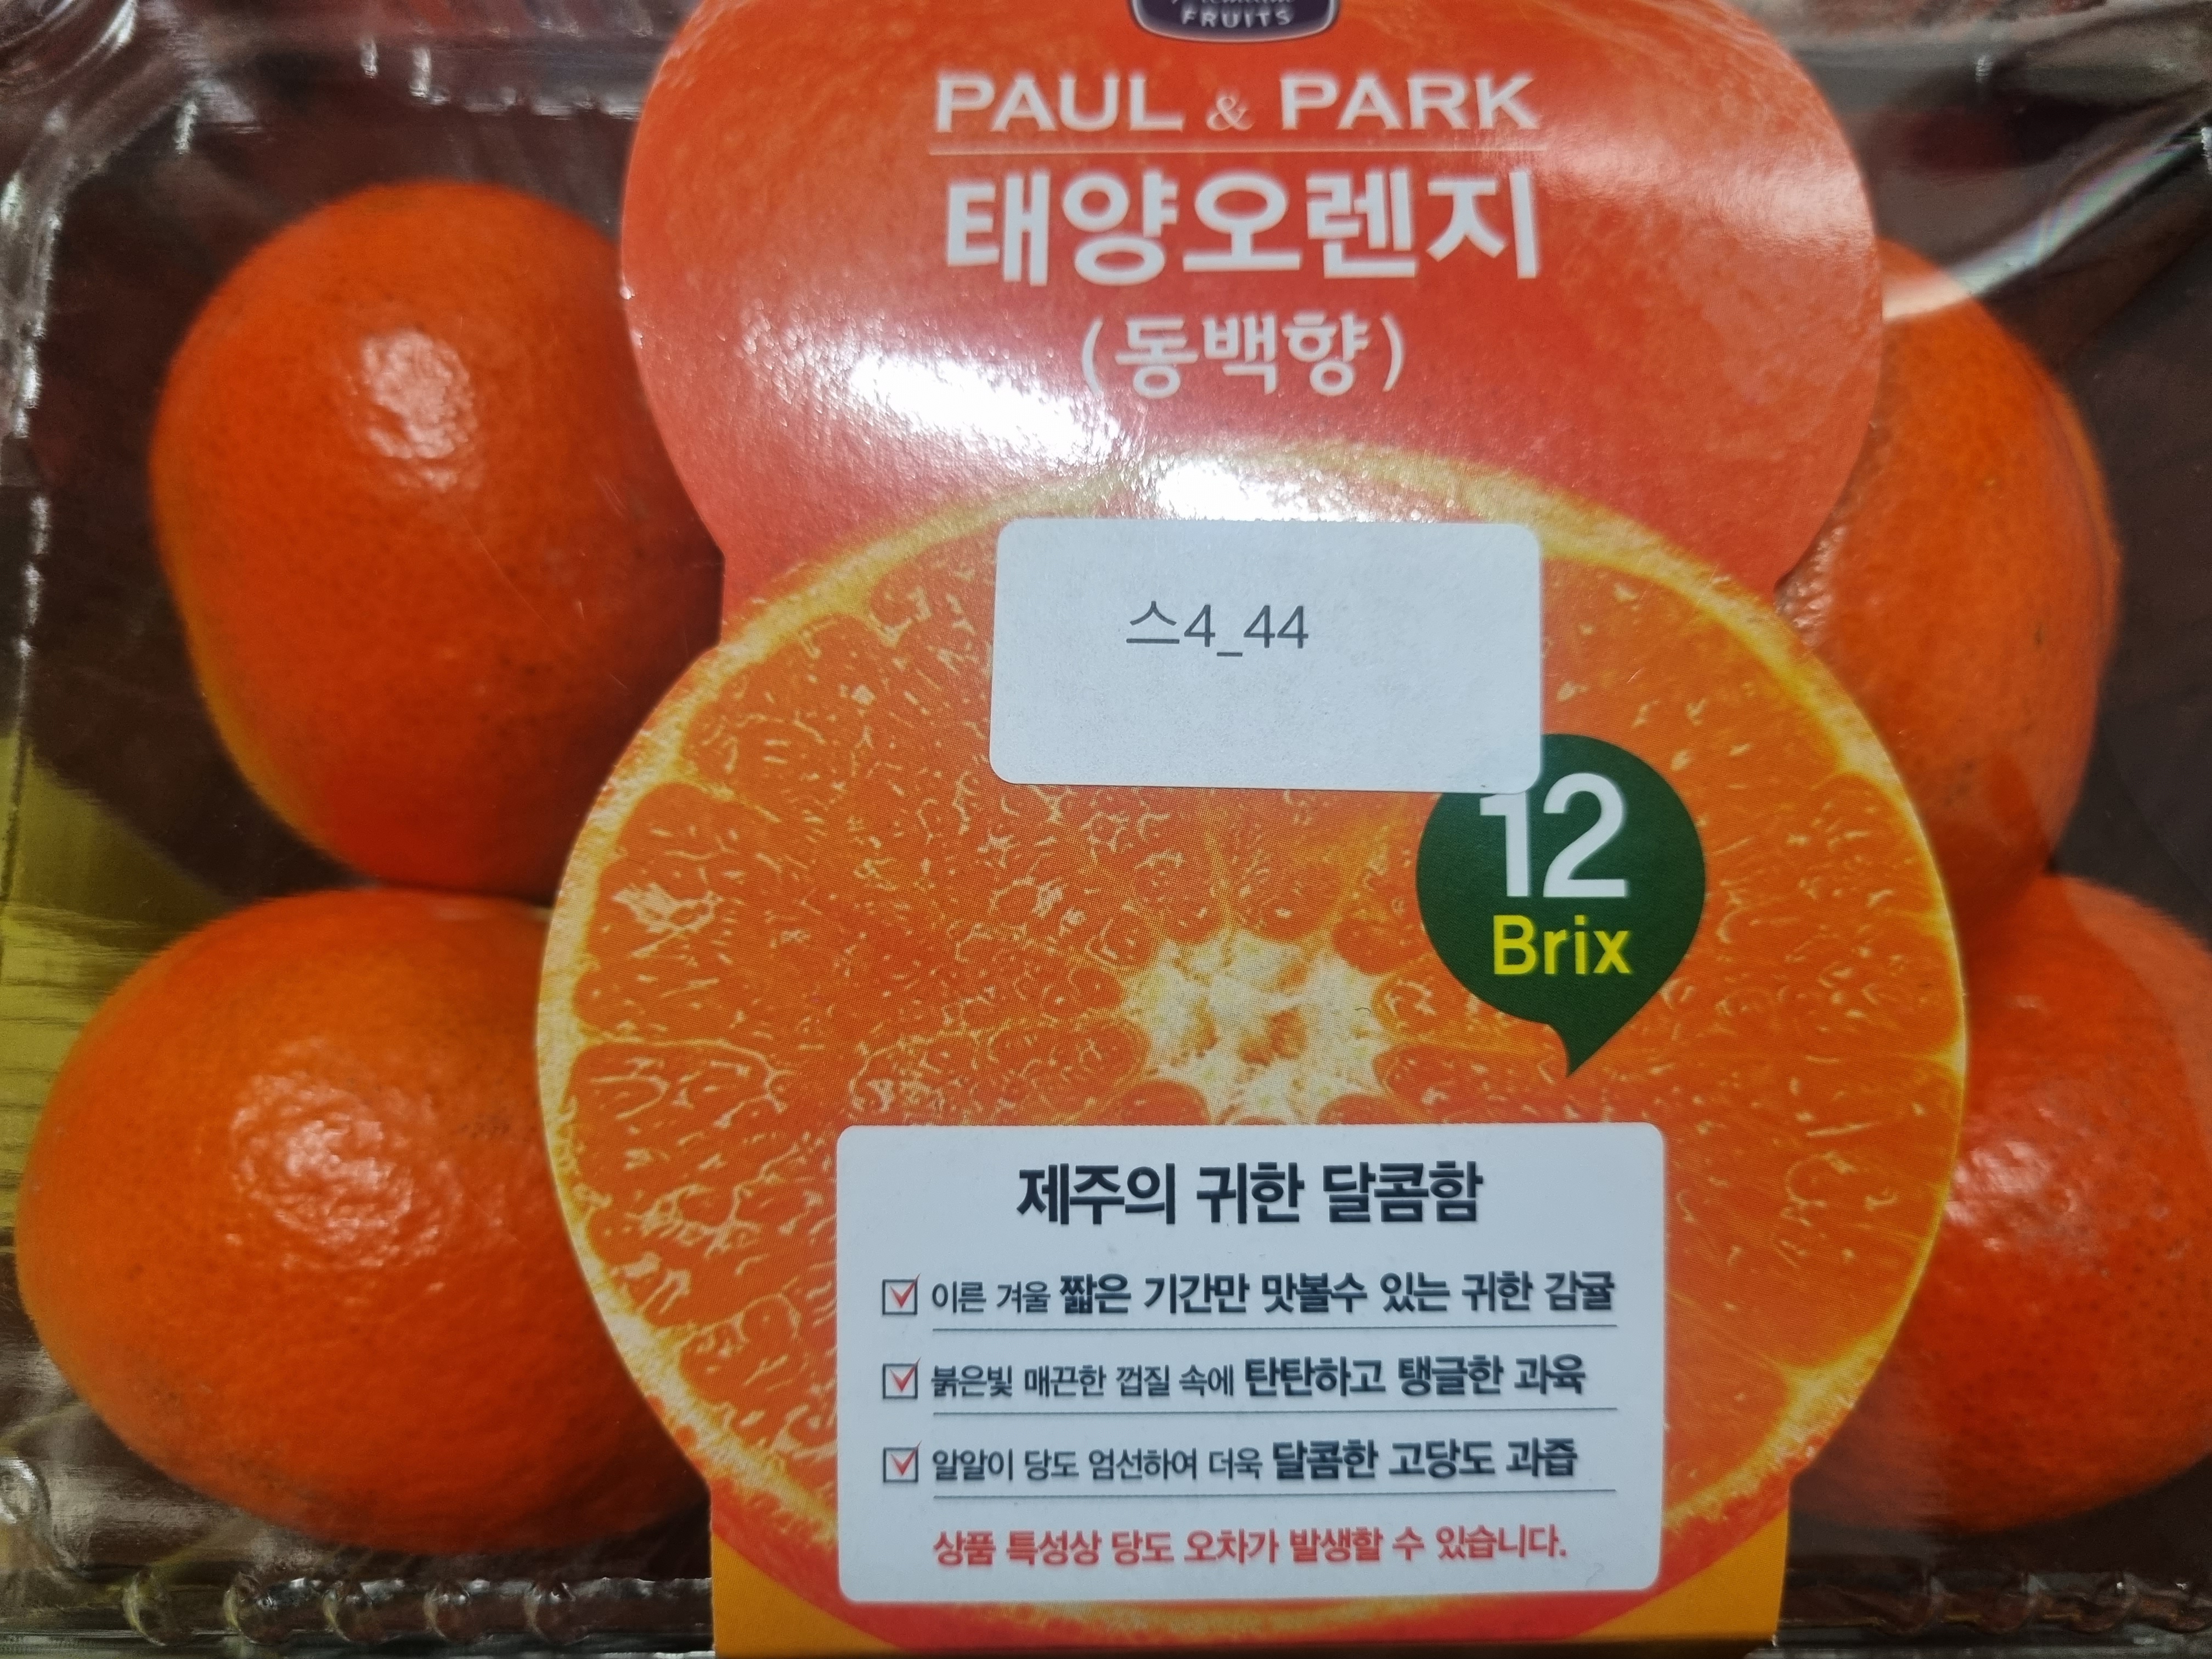 FRUITS
PAUL & PARK
태양오렌지
(동백향)
스4_44
12
Brix
제주의 귀한 달콤함
이른 겨울 짧은 기간만 맛볼수 있는 귀한 감귤
붉은빛 매끈한 껍질 속에 탄탄하고 탱글한 과육
알알이 당도 엄선하여 더욱 달콤한 고당도 과즙
상품 특성상 당도 오차가 발생할 수 있습니다.